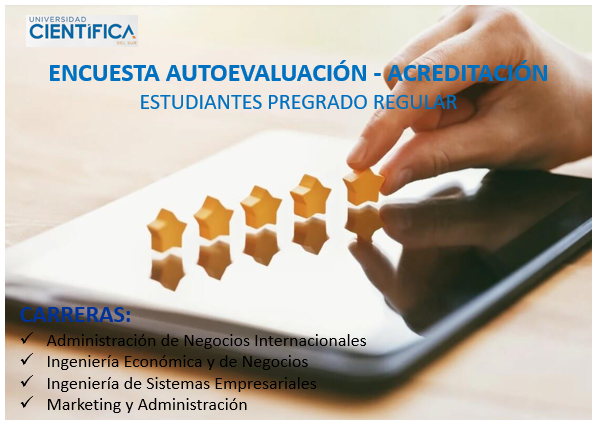 UNIVERSIDAD
CIENTÍFICA
DEL SUR
ENCUESTA AUTOEVALUACIÓN - ACREDITACIÓN
ESTUDIANTES PREGRADO REGULAR
CARRERAS:
✓ Administración de Negocios Internacionales
✓ Ingeniería Económica y de Negocios
✓ Ingeniería de Sistemas Empresariales
✓ Marketing y Administración